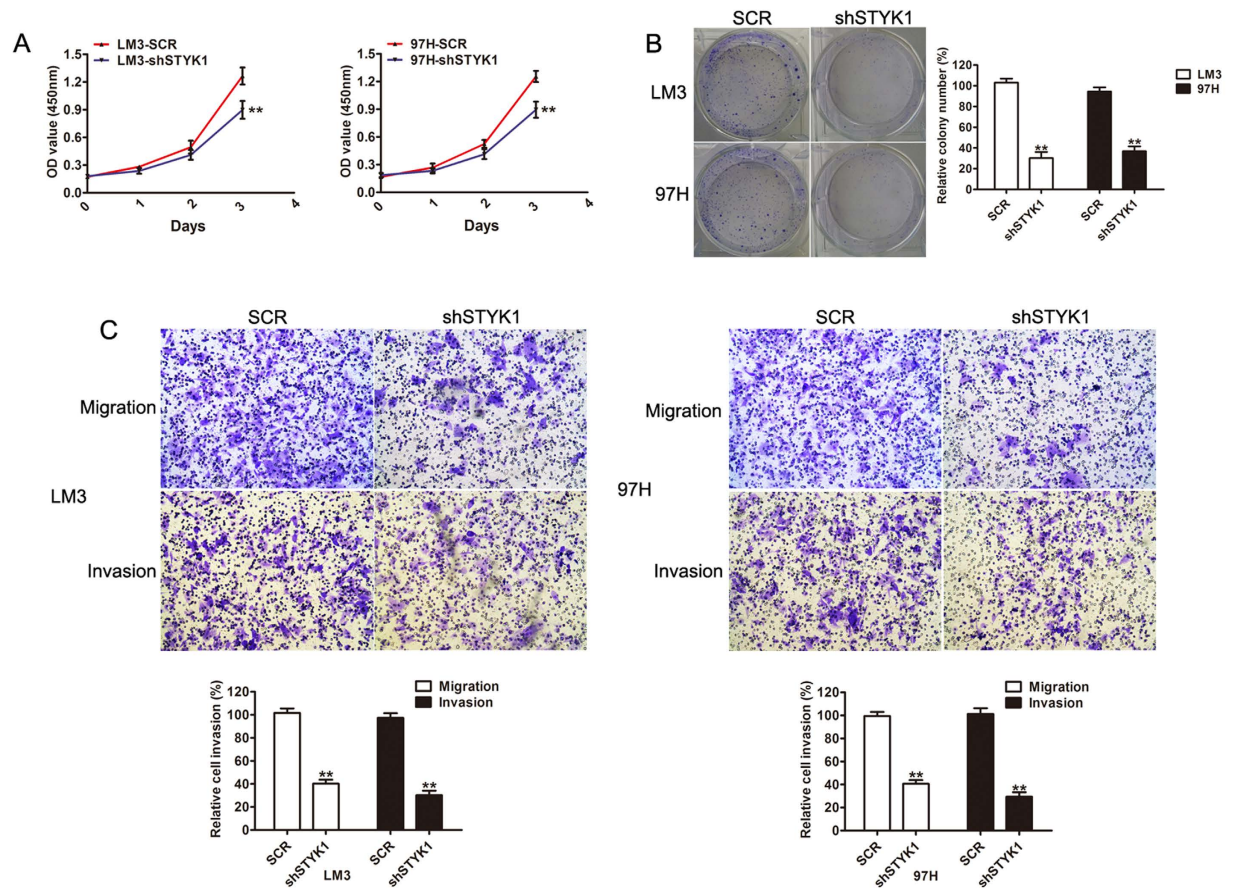 A
LM3-SCR
LM3-shSTYK1
OD value (450nm)
1.5
1.2
0.9
0.6
0.3
0.0
**
0
1
2
3
4
Days
97H-SCR
97H-shSTYK1
OD value (450nm)
1.5
1.2
0.9
0.6
0.3
0.0
**
0
1
2
3
4
Days
B
SCR
shSTYK1
LM3
97H
Relative colony number (%)
120
100
80
60
40
20
0
LM3
97H
**
**
SCR
shSTYK1
SCR
shSTYK1
C
SCR
shSTYK1
Migration
LM3
Invasion
SCR
shSTYK1
Migration
97H
Invasion
Relative cell invasion (%)
120
100
80
60
40
20
0
Migration
Invasion
**
**
SCR
shSTYK1
SCR
shSTYK1
LM3
Relative cell invasion (%)
120
100
80
60
40
20
0
Migration
Invasion
**
**
SCR
shSTYK1
SCR
shSTYK1
97H